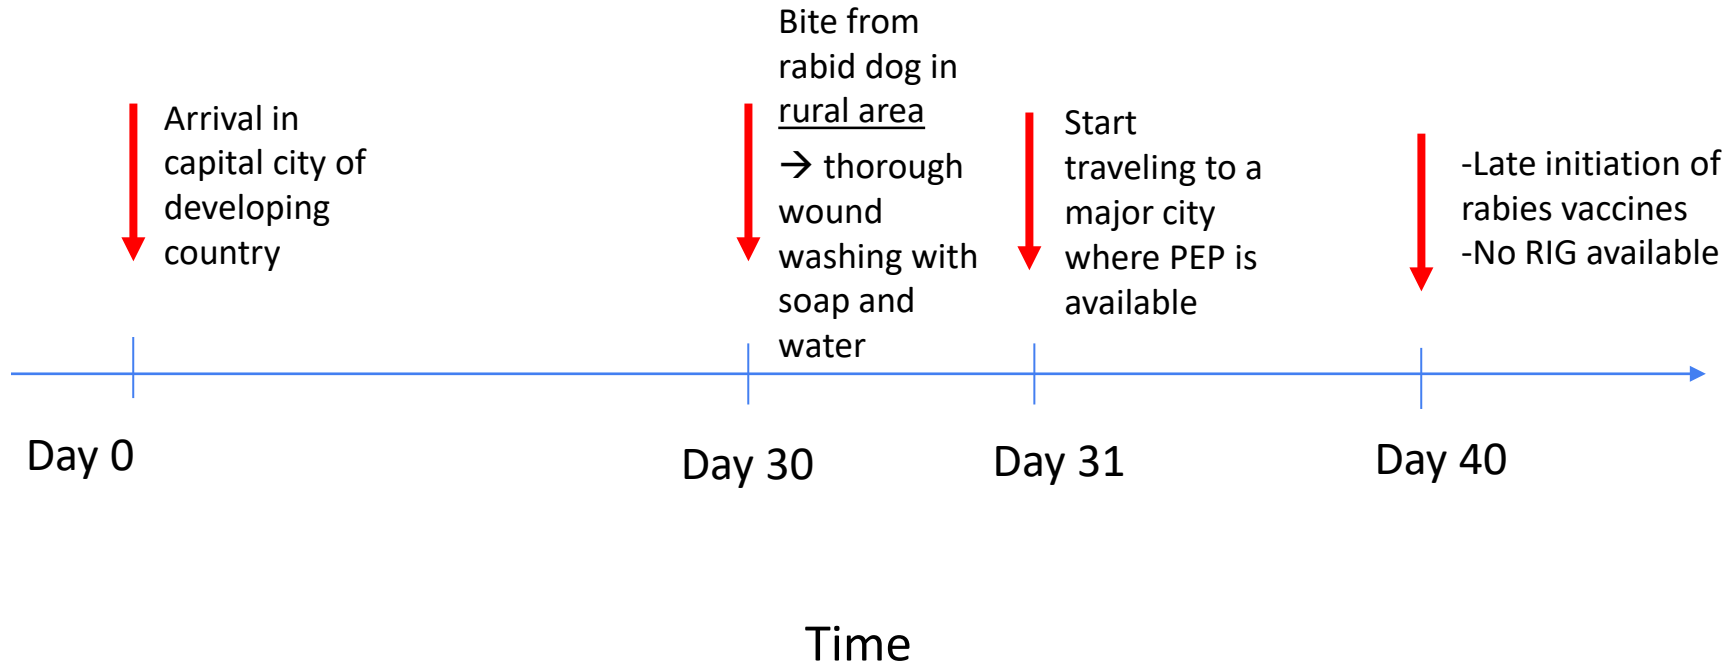 Arrival in
capital city of
developing
country
Bite from
rabid dog in
rural area
→ thorough
wound
washing with
soap and
water
Start
traveling to a
major city
where PEP is
available
-Late initiation of
rabies vaccines
-No RIG available
Day 0
Day 30
Day 31
Day 40
Time